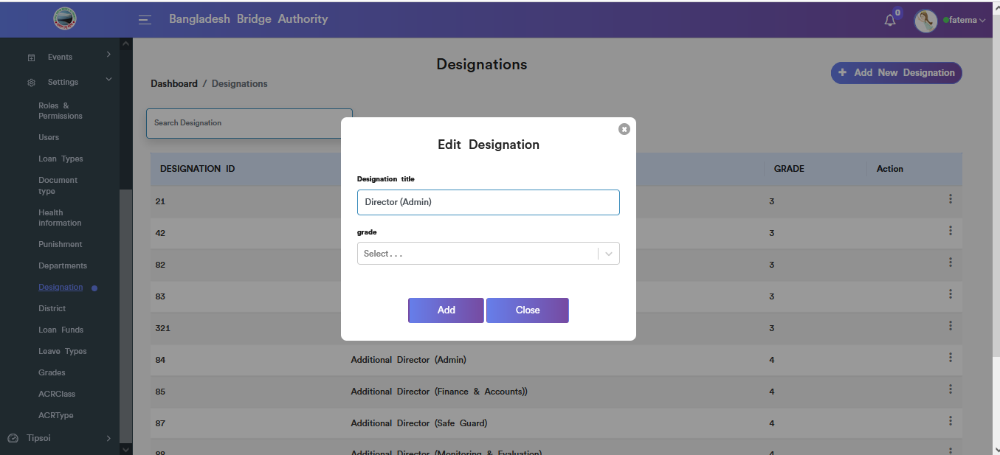 Bangladesh Bridge Authority
0
fatema
Events
Settings
Roles &
Permissions
Users
Loan Types
Document
type
Health
information
Punishment
Departments
Designation
District
Loan Funds
Leave Types
Grades
ACRClass
ACRType
Tipsoi
Designations
Dashboard / Designations
+ Add New Designation
Search Designation
DESIGNATION ID GRADE Action
21 3
42 3
82 3
83 3
321 3
84 Additional Director (Admin) 4
85 Additional Director (Finance & Accounts)) 4
87 Additional Director (Safe Guard) 4
88 Additional Director (Monitoring & Evaluation) 4
Edit Designation
Designation title
Director (Admin)
grade
Select...
Add Close